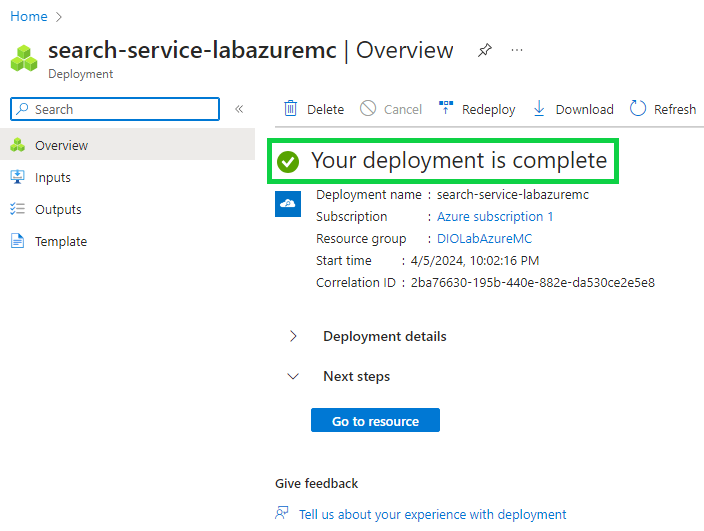 Home >
search-service-labazuremc | Overview ...
Deployment
Search «
Overview
Inputs
Outputs
Template
Delete Cancel Redeploy Download Refresh
Your deployment is complete
Deployment name : search-service-labazuremc
Subscription : Azure subscription 1
Resource group : DIOLabAzureMC
Start time : 4/5/2024, 10:02:16 PM
Correlation ID : 2ba76630-195b-440e-882e-da530ce2e5e8
Deployment details
Next steps
Go to resource
Give feedback
Tell us about your experience with deployment